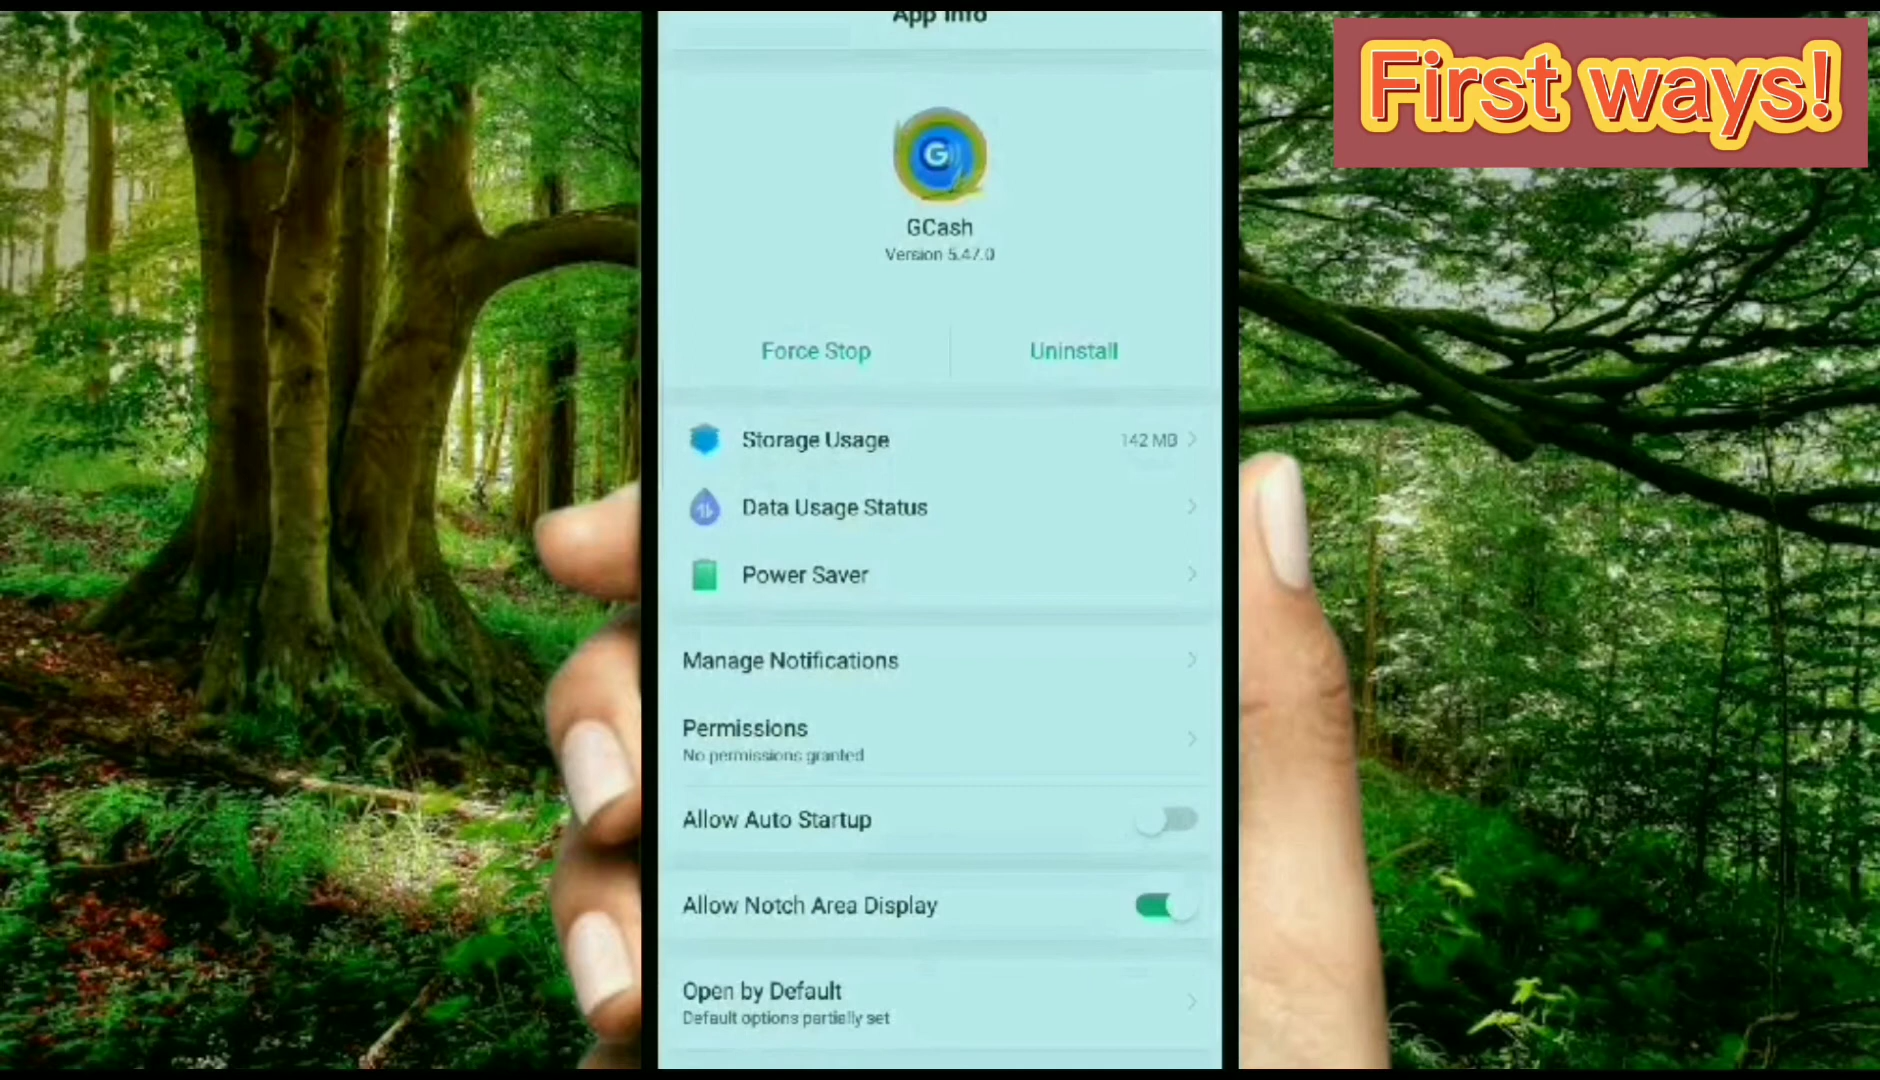 App Info
First ways!
G
GCash
Version 5.47.0
Force Stop
Uninstall
Storage Usage
142 MB
Data Usage Status
Power Saver
Manage Notifications
Permissions
No permissions granted
Allow Auto Startup
Allow Notch Area Display
Open by Default
Default options partially set